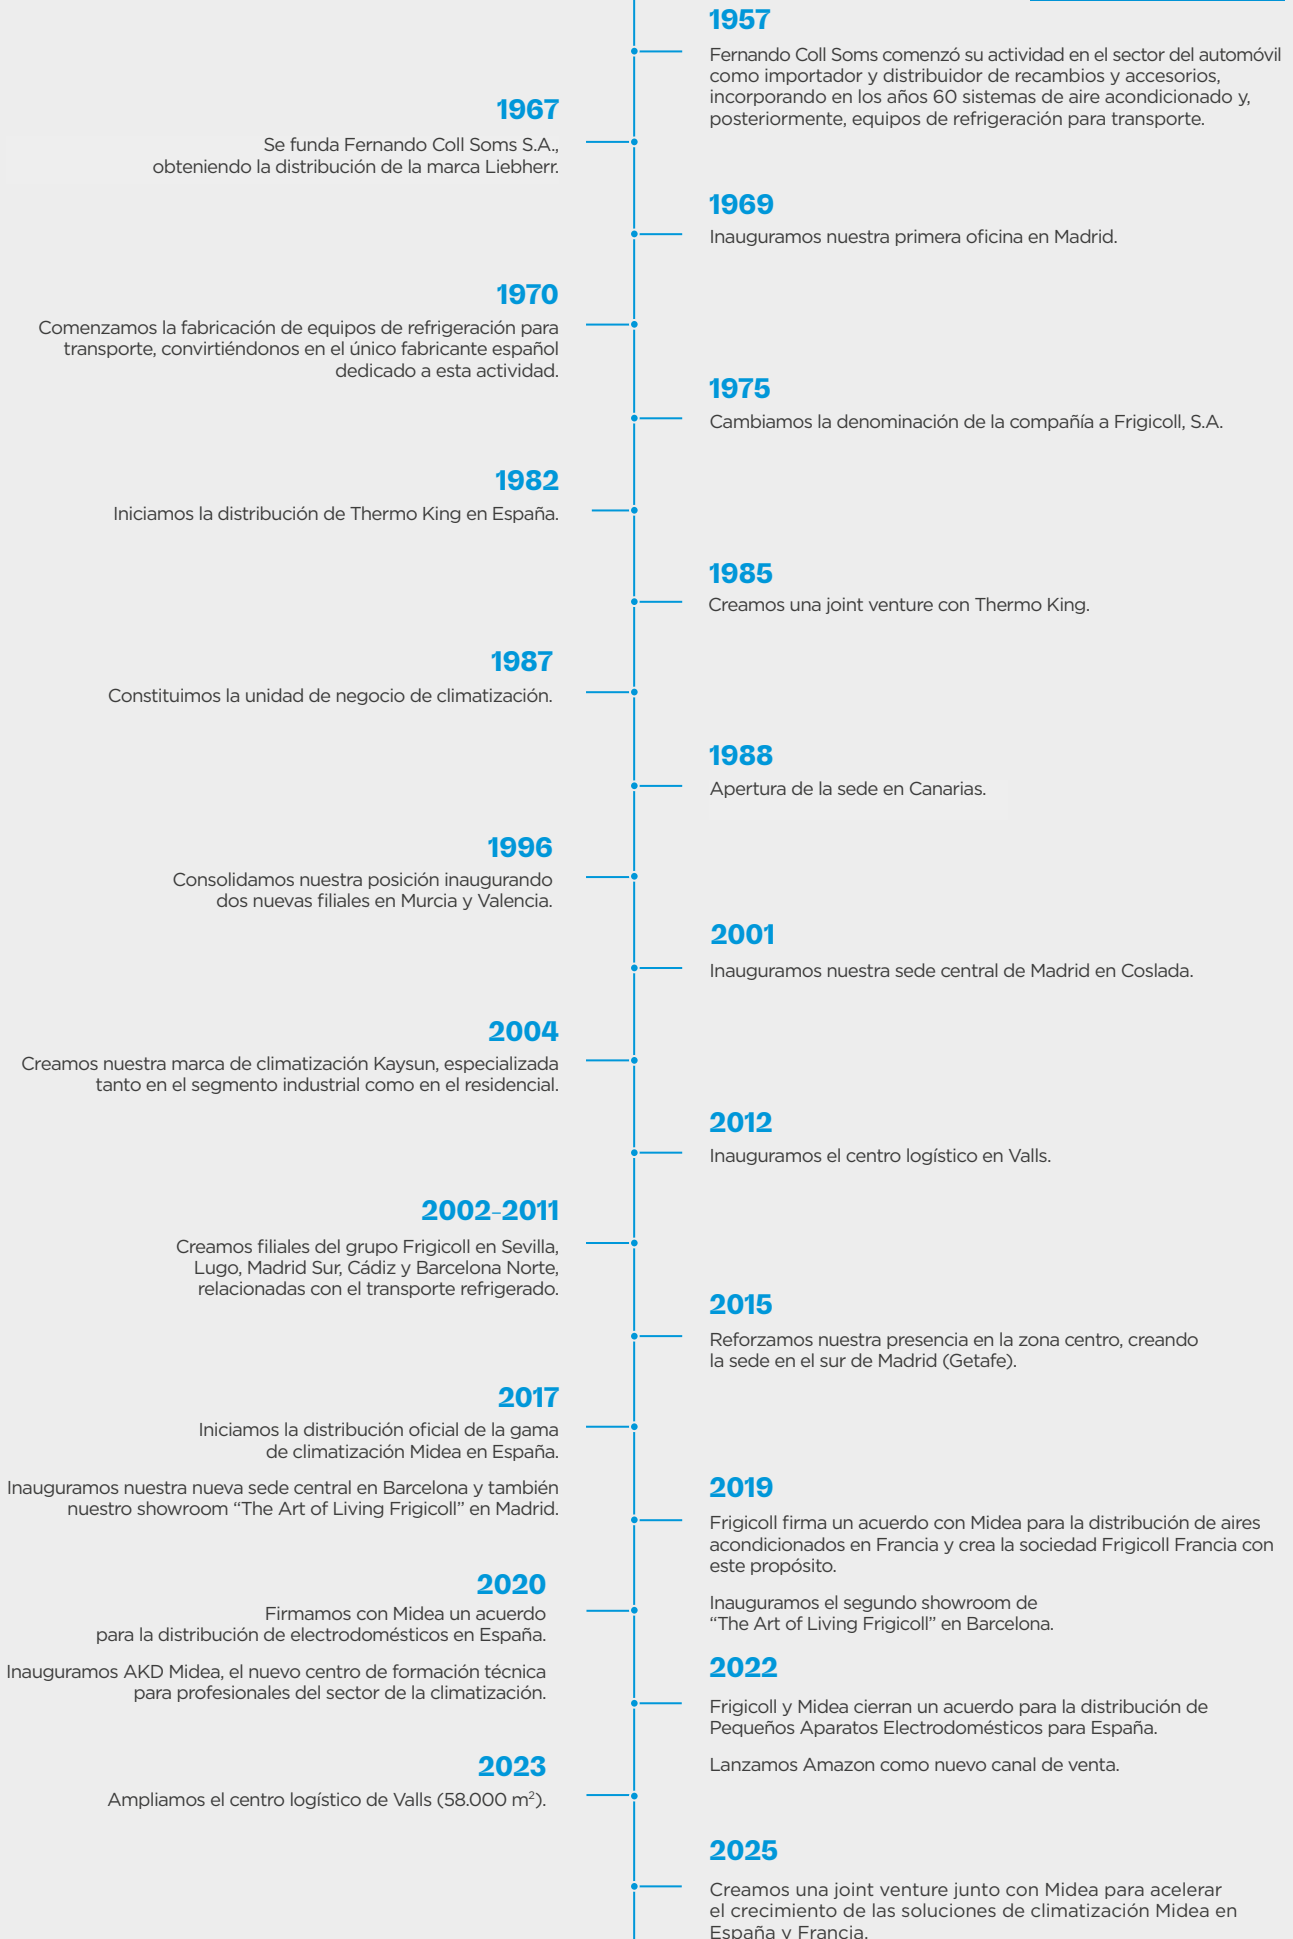 1957
Fernando Coll Soms comenzó su actividad en el sector del automóvil
como importador y distribuidor de recambios y accesorios,
incorporando en los años 60 sistemas de aire acondicionado y,
posteriormente, equipos de refrigeración para transporte.
1967
Se funda Fernando Coll Soms S.A.,
obteniendo la distribución de la marca Liebherr.
1969
Inauguramos nuestra primera oficina en Madrid.
1970
Comenzamos la fabricación de equipos de refrigeración para
transporte, convirtiéndonos en el único fabricante español
dedicado a esta actividad.
1975
Cambiamos la denominación de la compañía a Frigicoll, S.A.
1982
Iniciamos la distribución de Thermo King en España.
1985
Creamos una joint venture con Thermo King.
1987
Constituimos la unidad de negocio de climatización.
1988
Apertura de la sede en Canarias.
1996
Consolidamos nuestra posición inaugurando
dos nuevas filiales en Murcia y Valencia.
2001
Inauguramos nuestra sede central de Madrid en Coslada.
2004
Creamos nuestra marca de climatización Kaysun, especializada
tanto en el segmento industrial como en el residencial.
2012
Inauguramos el centro logístico en Valls.
2002-2011
Creamos filiales del grupo Frigicoll en Sevilla,
Lugo, Madrid Sur, Cádiz y Barcelona Norte,
relacionadas con el transporte refrigerado.
2015
Reforzamos nuestra presencia en la zona centro, creando
la sede en el sur de Madrid (Getafe).
2017
Iniciamos la distribución oficial de la gama
de climatización Midea en España.
Inauguramos nuestra nueva sede central en Barcelona y también
nuestro showroom “The Art of Living Frigicoll” en Madrid.
2019
Frigicoll firma un acuerdo con Midea para la distribución de aires
acondicionados en Francia y crea la sociedad Frigicoll Francia con
este propósito.
Inauguramos el segundo showroom de
“The Art of Living Frigicoll” en Barcelona.
2020
Firmamos con Midea un acuerdo
para la distribución de electrodomésticos en España.
Inauguramos AKD Midea, el nuevo centro de formación técnica
para profesionales del sector de la climatización.
2022
Frigicoll y Midea cierran un acuerdo para la distribución de
Pequeños Aparatos Electrodomésticos para España.
Lanzamos Amazon como nuevo canal de venta.
2023
Ampliamos el centro logístico de Valls (58.000 m²).
2025
Creamos una joint venture junto con Midea para acelerar
el crecimiento de las soluciones de climatización Midea en
España y Francia.